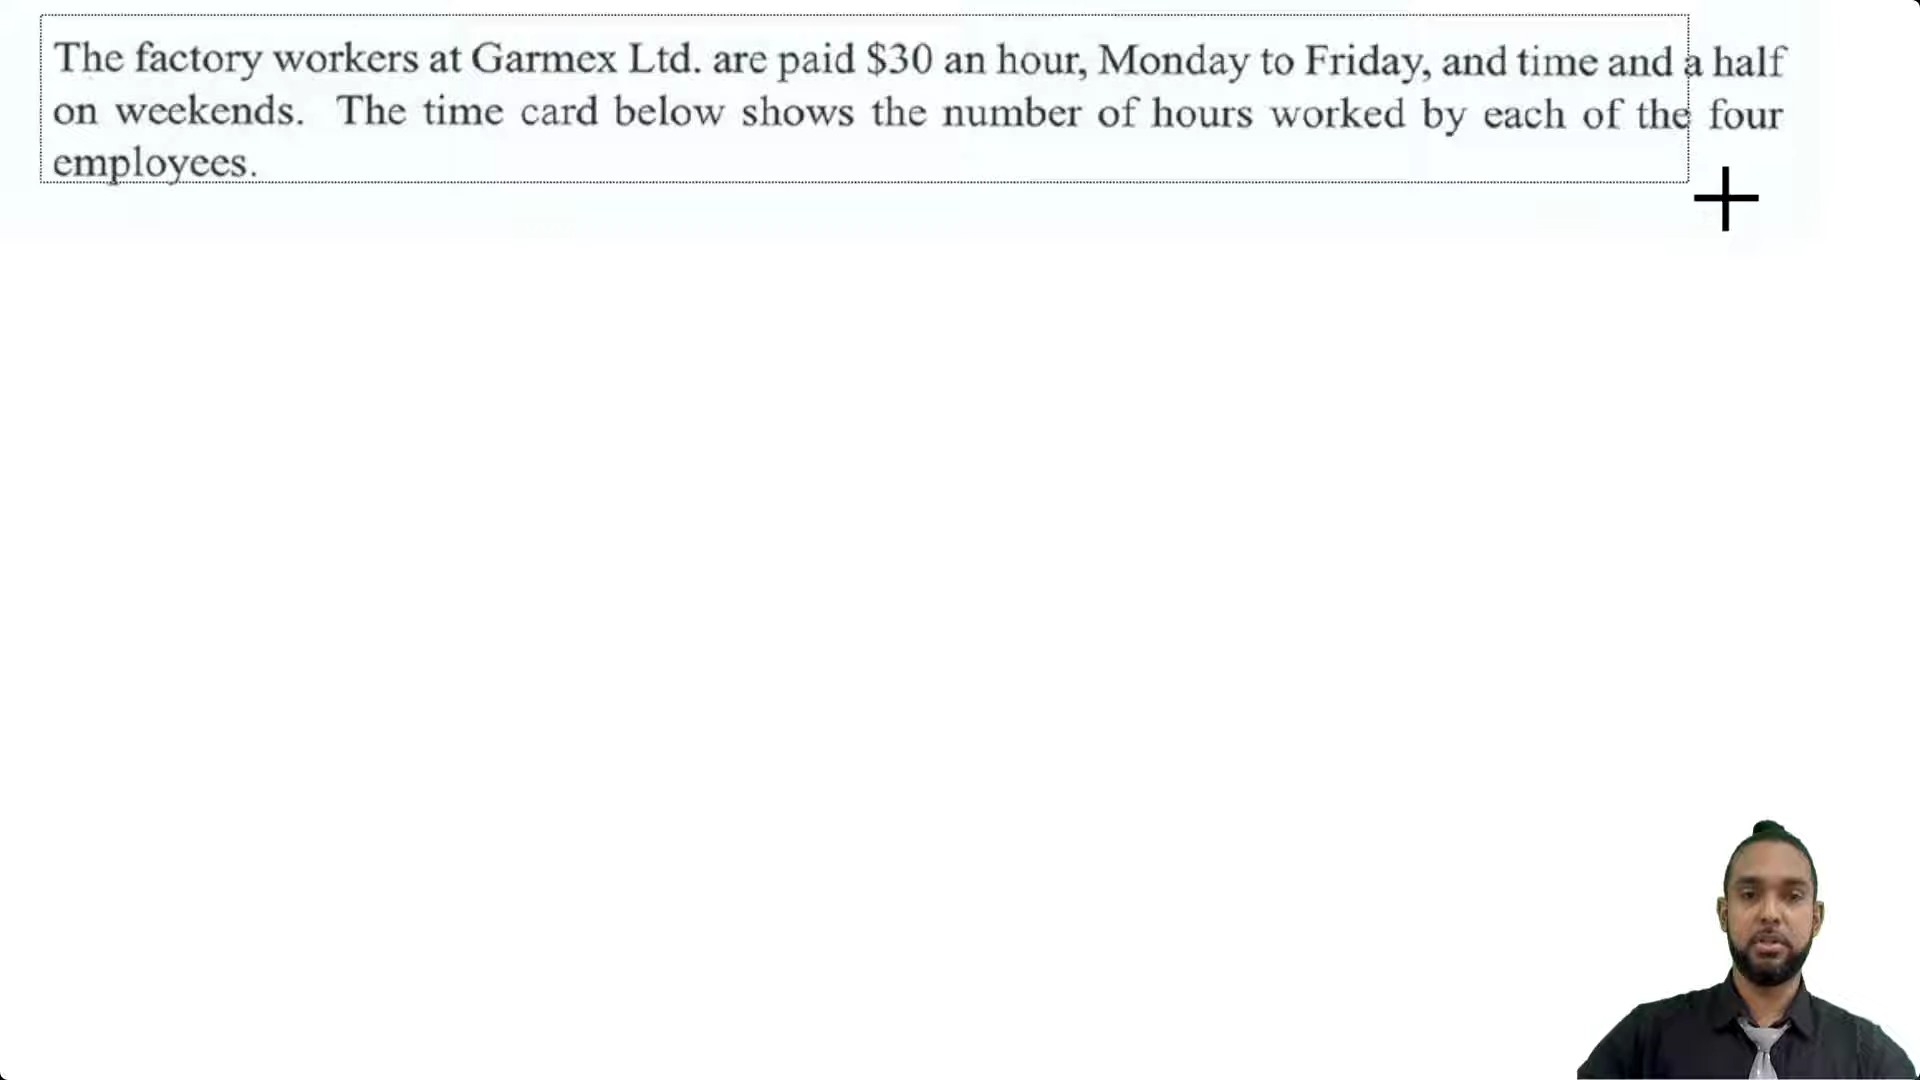 The factory workers at Garmex Ltd. are paid $30 an hour, Monday to Friday, and time and a half
on weekends. The time card below shows the number of hours worked by each of the four
employees.